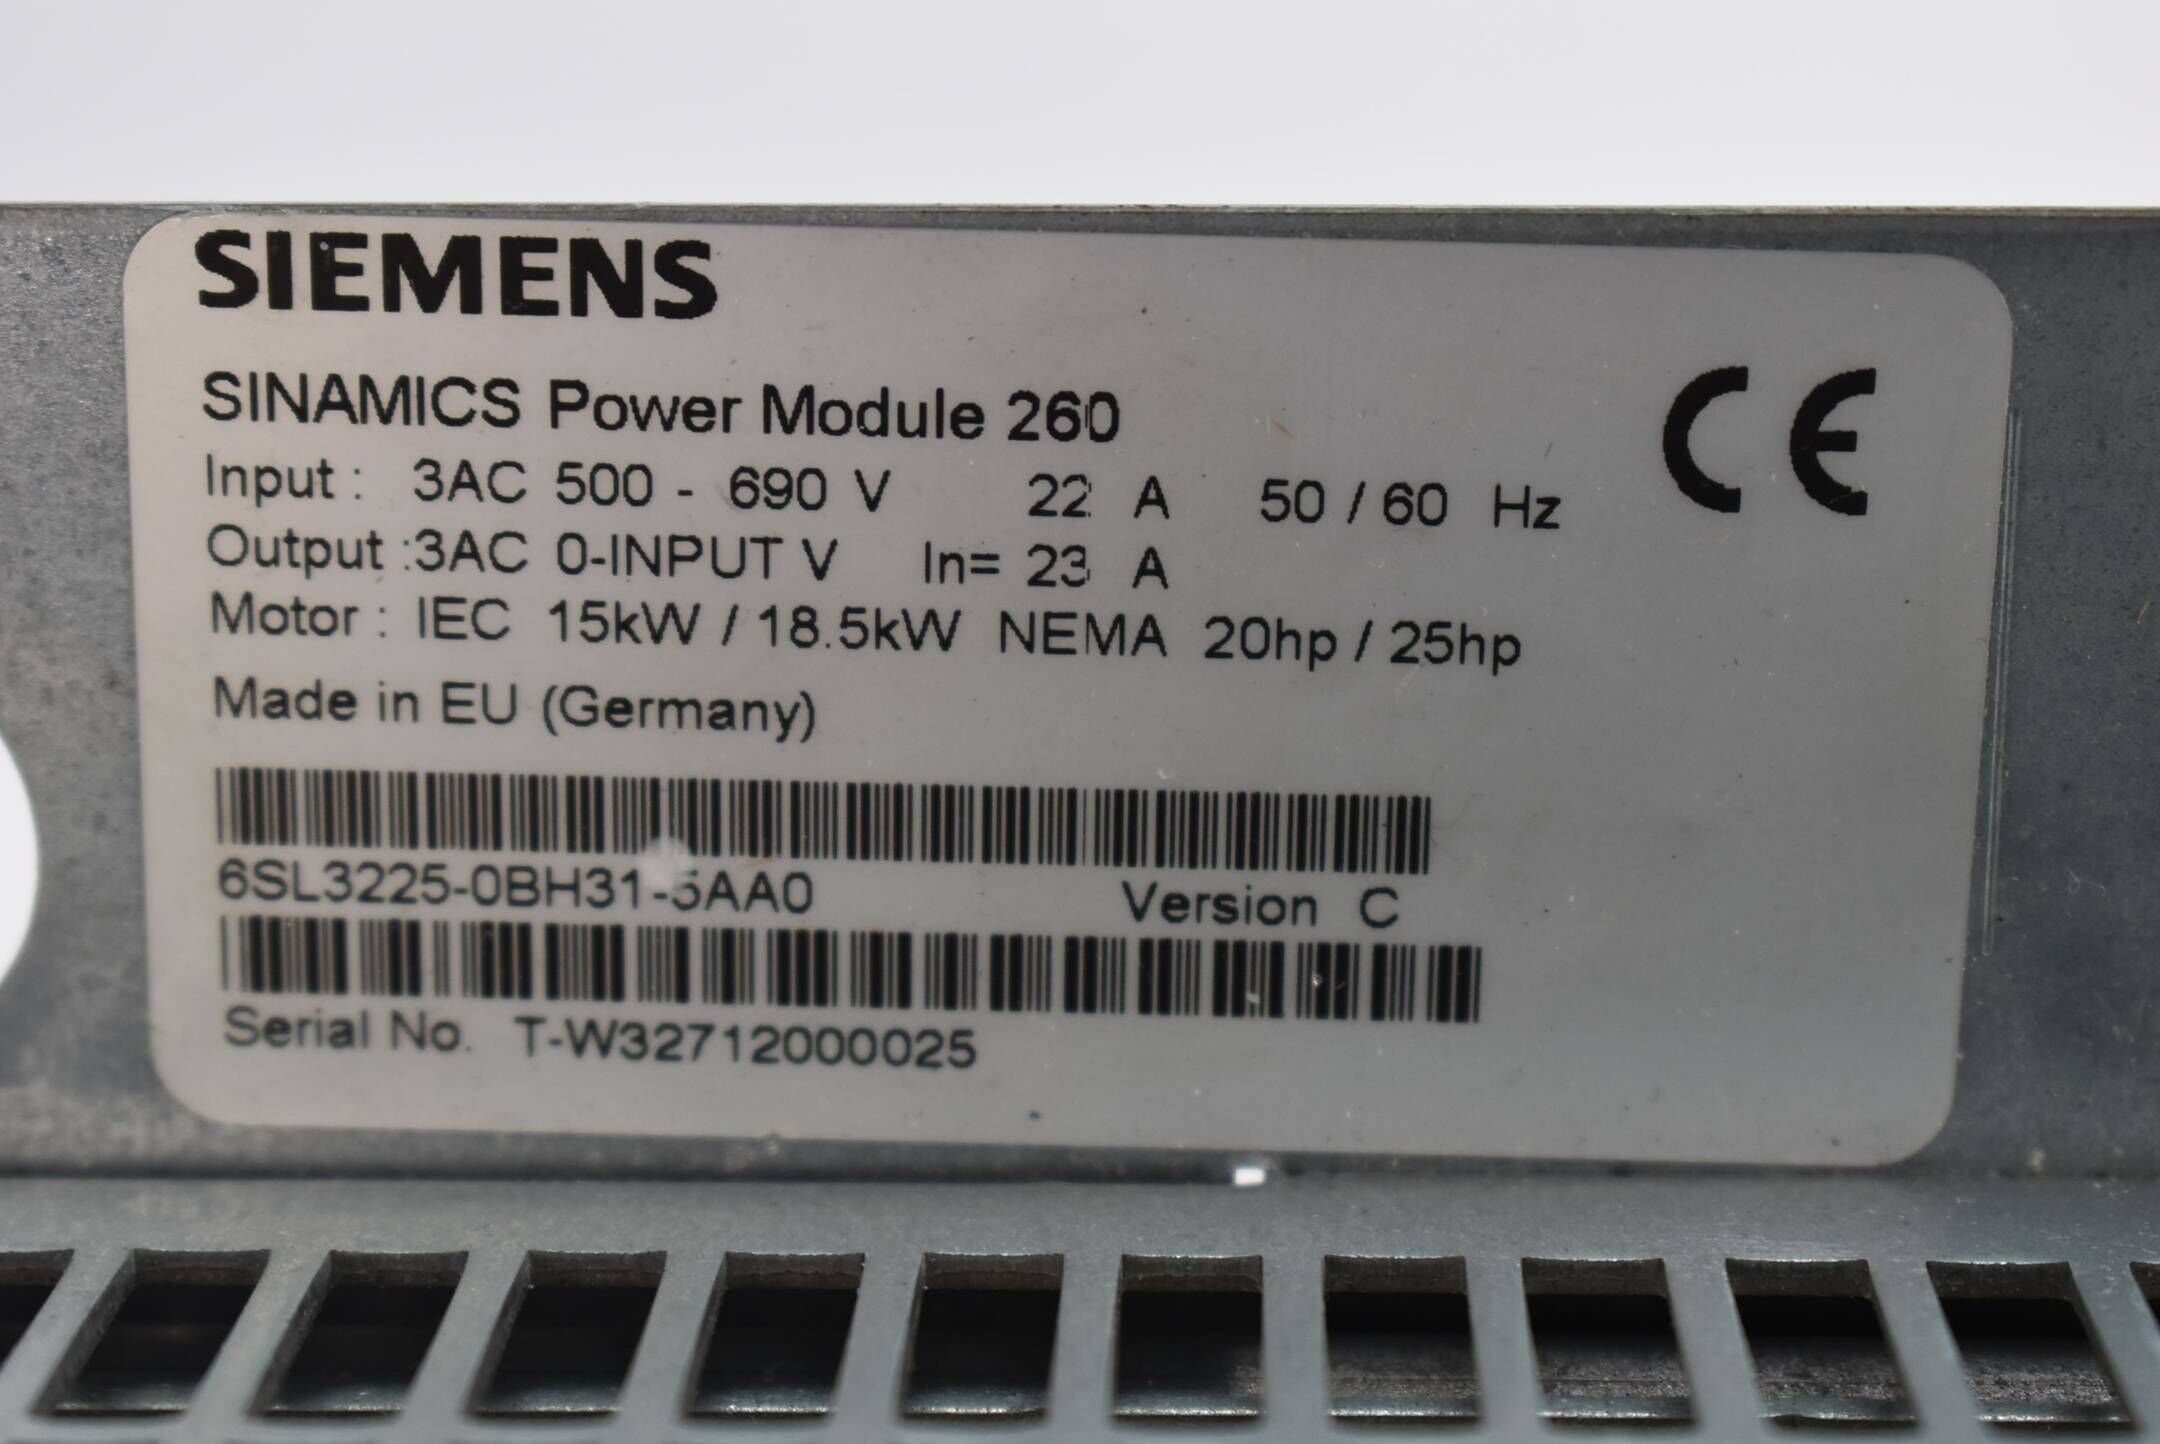 SIEMENS
CE
SINAMICS Power Module 260
Input : 3AC 500 - 690 V 22 A 50 / 60 Hz
Output :3AC 0-INPUT V In= 23 A
Motor : IEC 15kW / 18.5kW NEMA 20hp / 25hp
Made in EU (Germany)
6SL3225-0BH31-5AA0 Version C
Serial No. T-W32712000025